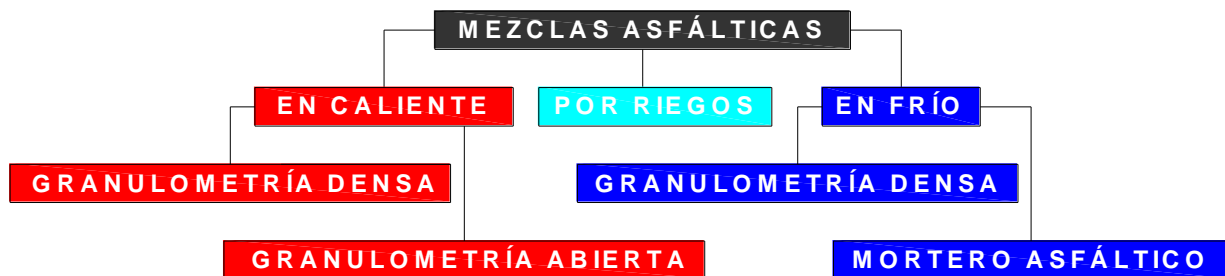 MEZCLAS ASFÁLTICAS
EN CALIENTE
POR RIEGOS
EN FRÍO
GRANULOMETRÍA DENSA
GRANULOMETRÍA DENSA
GRANULOMETRÍA ABIERTA
MORTERO ASFÁLTICO